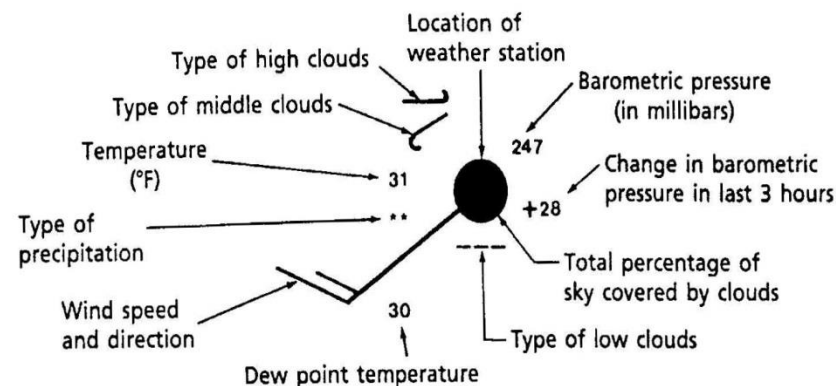 Location of
weather station
Type of high clouds
Barometric pressure
(in millibars)
Type of middle clouds
247
Temperature
(°F)
31
Change in barometric
pressure in last 3 hours
+28
**
Type of
precipitation
Total percentage of
sky covered by clouds
Wind speed
and direction
30
Type of low clouds
Dew point temperature